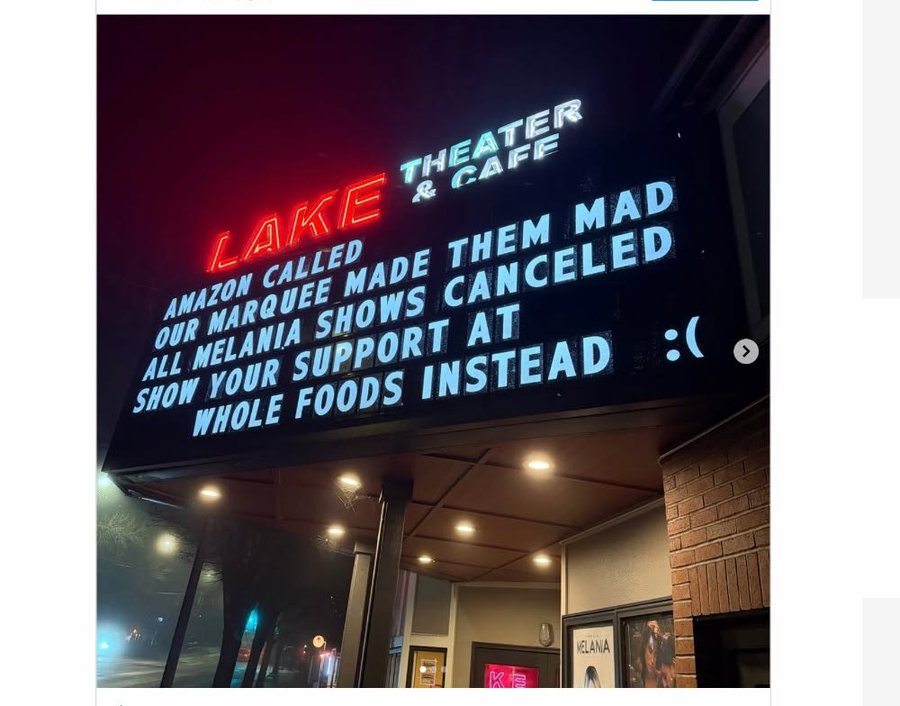 THEATER
& CAFE
LAKE
AMAZON CALLED
OUR MARQUEE MADE THEM MAD
ALL MELANIA SHOWS CANCELED
SHOW YOUR SUPPORT AT
WHOLE FOODS INSTEAD :(
MELANIA